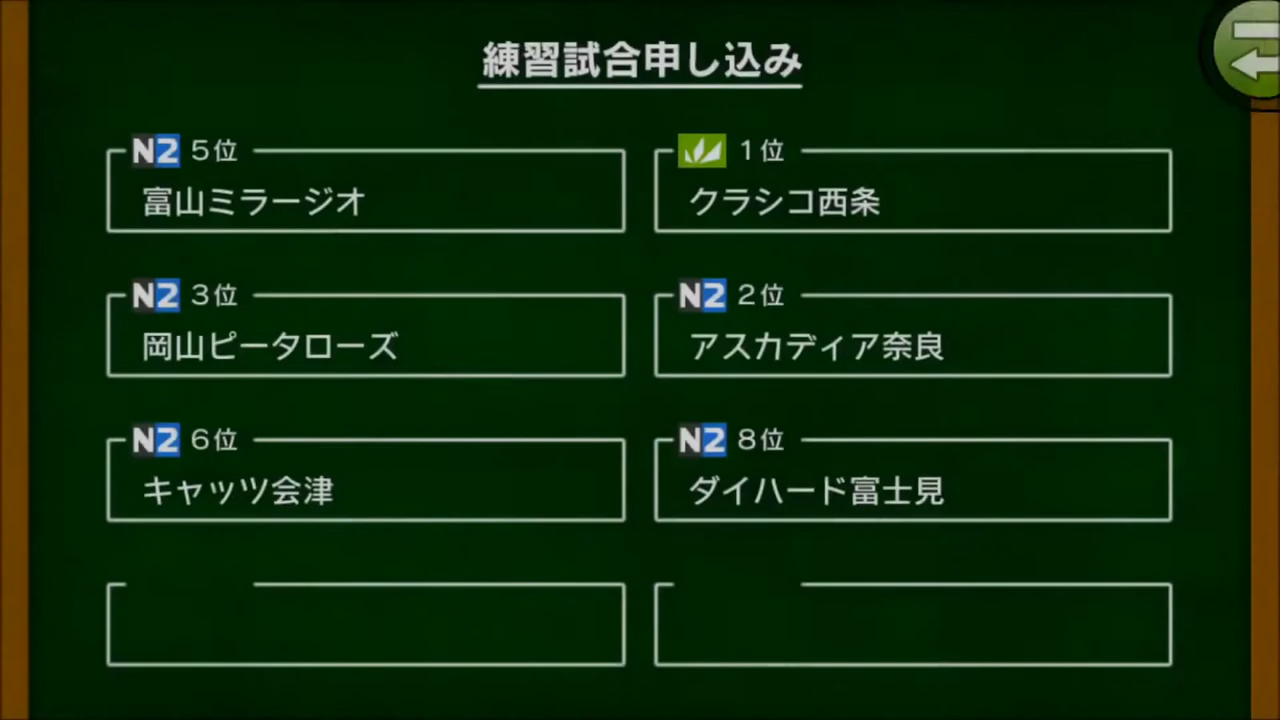 練習試合申し込み
N2 5位
富山ミラージオ
1位
クラシコ西条
N2 3位
岡山ピータローズ
N2 2位
アスカディア奈良
N2 6位
キャッツ会津
N2 8位
ダイハード富士見